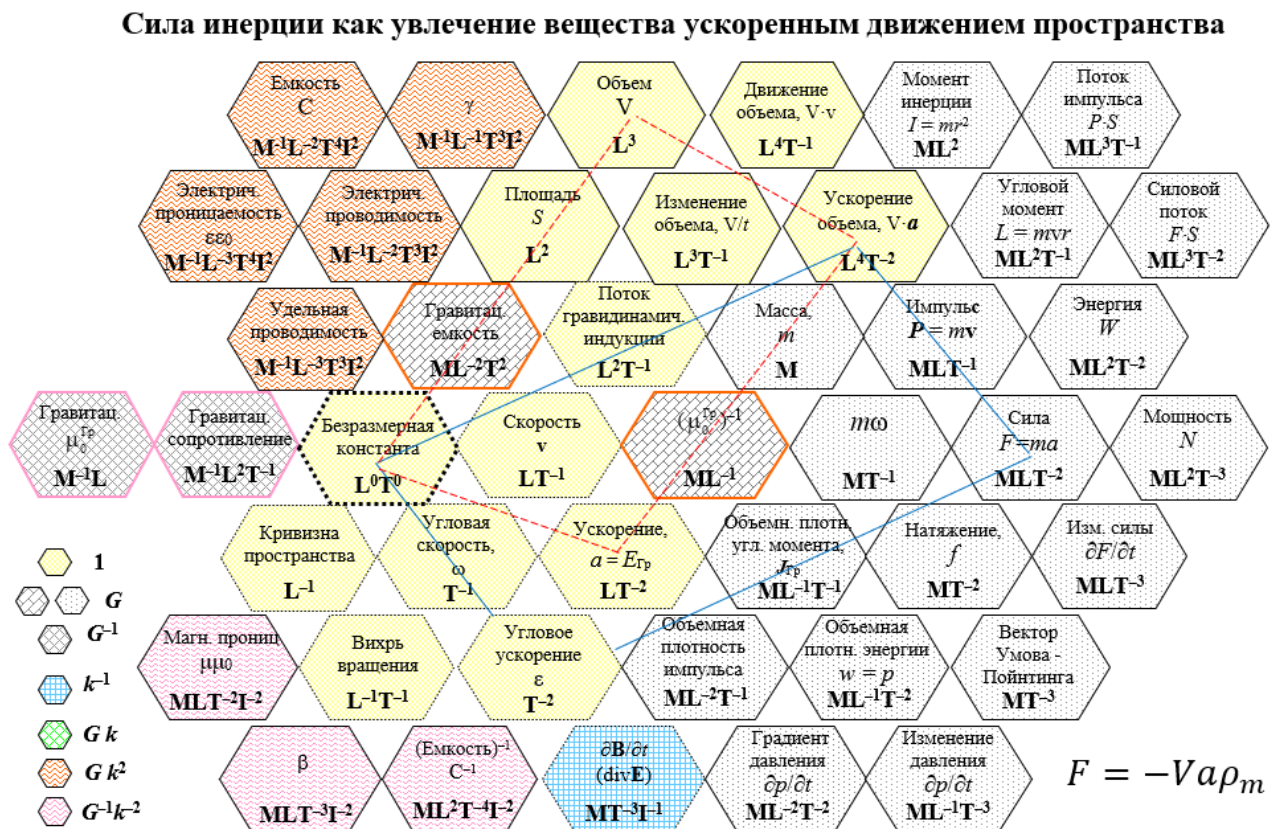 Сила инерции как увлечение вещества ускоренным движением пространства
Емкость
C
M⁻¹L⁻²T⁴I²
γ
M⁻¹L⁻¹T³I²
Объем
V
L³
Движение
объема, V·v
L⁴T⁻¹
Момент
инерции
I = mr²
ML²
Поток
импульса
P·S
ML³T⁻¹
Электрич.
проницаемость
εε₀
M⁻¹L⁻³T⁴I²
Электрич.
проводимость
M⁻¹L⁻²T³I²
Площадь
S
L²
Изменение
объема, V/t
L³T⁻¹
Ускорение
объема, V·a
L⁴T⁻²
Угловой
момент
L = mvr
ML²T⁻¹
Силовой
поток
F·S
ML³T⁻²
Удельная
проводимость
M⁻¹L⁻³T³I²
Гравитац.
емкость
ML⁻²T²
Поток
гравидинамич.
индукции
L²T⁻¹
Масса,
m
M
Импульс
P = mv
MLT⁻¹
Энергия
W
ML²T⁻²
Гравитац.
μ₀ᴳᵖ
M⁻¹L
Гравитац.
сопротивление
M⁻¹L²T⁻¹
Безразмерная
константа
L⁰T⁰
Скорость
v
LT⁻¹
(μ₀ᴳᵖ)⁻¹
ML⁻¹
mω
MT⁻¹
Сила
F=ma
MLT⁻²
Мощность
N
ML²T⁻³
Кривизна
пространства
L⁻¹
Угловая
скорость,
ω
T⁻¹
Ускорение,
a = E_Гр
LT⁻²
Объемн. плотн.
угл. момента,
J_Гр
ML⁻¹T⁻¹
Натяжение,
f
MT⁻²
Изм. силы
∂F/∂t
MLT⁻³
Магн. прониц
μμ₀
MLT⁻²I⁻²
Вихрь
вращения
L⁻¹T⁻¹
Угловое
ускорение
ε
T⁻²
Объемная
плотность
импульса
ML⁻²T⁻¹
Объемная
плотн. энергии
w = p
ML⁻¹T⁻²
Вектор
Умова -
Пойнтинга
MT⁻³
β
MLT⁻³I⁻²
(Емкость)⁻¹
C⁻¹
ML²T⁻⁴I⁻²
∂B/∂t
(divE)
MT⁻³I⁻¹
Градиент
давления
∂p/∂t
ML⁻²T⁻²
Изменение
давления
∂p/∂t
ML⁻¹T⁻³
1
G
G⁻¹
k⁻¹
G k
G k²
G⁻¹k⁻²
F = −Vaρₘ